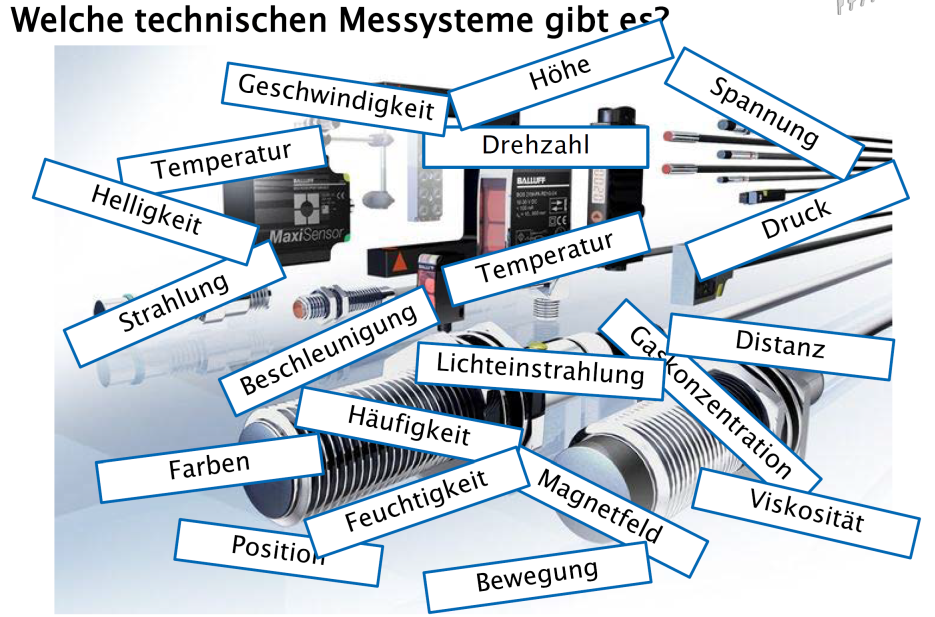 Welche technischen Messysteme gibt es?
Höhe
Geschwindigkeit
Spannung
Drehzahl
Temperatur
Helligkeit
Druck
BALLUFF
MaxiSensor
Temperatur
BALLUFF
Strahlung
Beschleunigung
Distanz
Gaskonzentration
Lichteinstrahlung
Häufigkeit
Farben
Feuchtigkeit
Magnetfeld
Viskosität
Position
Bewegung